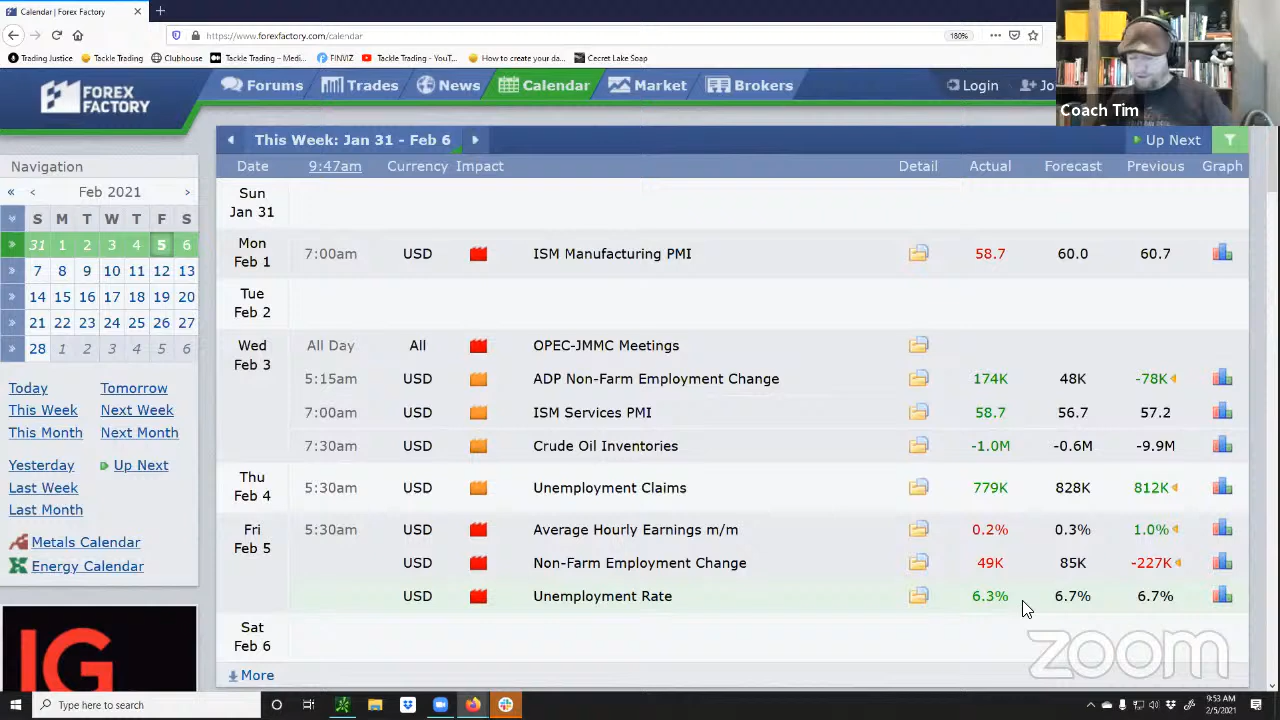 Calendar | Forex Factory
https://www.forexfactory.com/calendar
180%
Trading Justice Tackle Trading Clubhouse Tackle Trading – Medi... FINVIZ Tackle Trading - YouT... How to create your da... Cecret Lake Soap
FOREX FACTORY
Forums Trades News Calendar Market Brokers Login Jo
Coach Tim
This Week: Jan 31 - Feb 6
Up Next
Date 9:47am Currency Impact Detail Actual Forecast Previous Graph
Sun
Jan 31
Mon
Feb 1
7:00am USD ISM Manufacturing PMI 58.7 60.0 60.7
Tue
Feb 2
Wed
Feb 3
All Day All OPEC-JMMC Meetings
5:15am USD ADP Non-Farm Employment Change 174K 48K -78K
7:00am USD ISM Services PMI 58.7 56.7 57.2
7:30am USD Crude Oil Inventories -1.0M -0.6M -9.9M
Thu
Feb 4
5:30am USD Unemployment Claims 779K 828K 812K
Fri
Feb 5
5:30am USD Average Hourly Earnings m/m 0.2% 0.3% 1.0%
USD Non-Farm Employment Change 49K 85K -227K
USD Unemployment Rate 6.3% 6.7% 6.7%
Sat
Feb 6
More
Navigation
« ‹ Feb 2021 ›
S M T W T F S
31 1 2 3 4 5 6
7 8 9 10 11 12 13
14 15 16 17 18 19 20
21 22 23 24 25 26 27
28 1 2 3 4 5 6
Today Tomorrow
This Week Next Week
This Month Next Month
Yesterday Up Next
Last Week
Last Month
Metals Calendar
Energy Calendar
IG
zoom
Type here to search
9:53 AM
2/5/2021